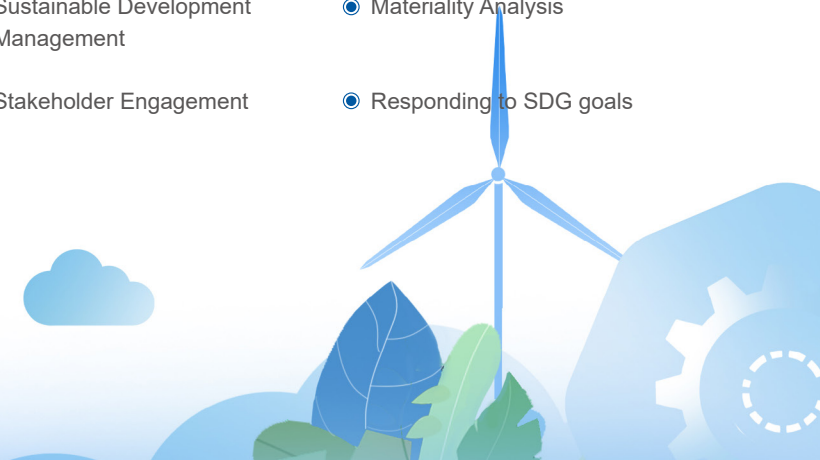 Sustainable Development
Management
Materiality Analysis
Stakeholder Engagement
Responding to SDG goals